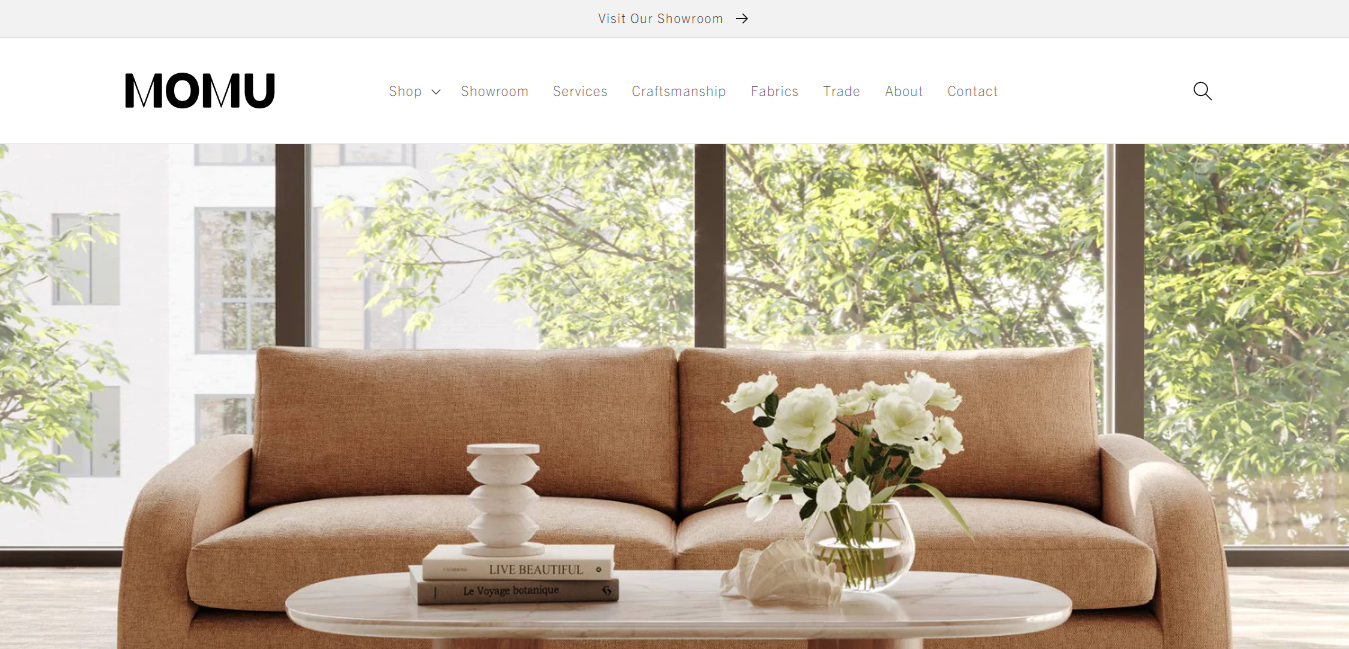 Visit Our Showroom
MOMU
Shop
Showroom
Services
Craftsmanship
Fabrics
Trade
About
Contact
LIVE BEAUTIFUL
Le Voyage botanique